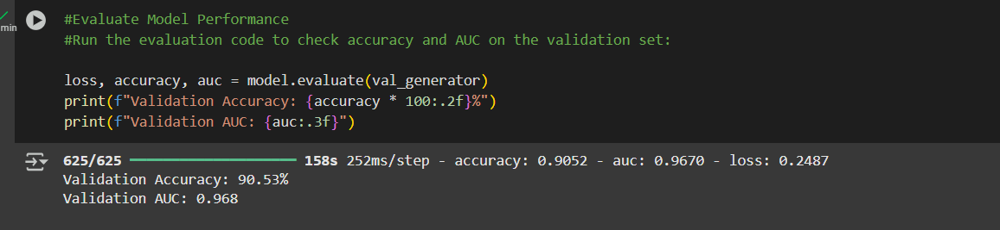 min
#Evaluate Model Performance
#Run the evaluation code to check accuracy and AUC on the validation set:
loss, accuracy, auc = model.evaluate(val_generator)
print(f"Validation Accuracy: {accuracy * 100:.2f}%")
print(f"Validation AUC: {auc:.3f}")
625/625 ━━━━━━━━━━━━━━━━━━━━ 158s 252ms/step - accuracy: 0.9052 - auc: 0.9670 - loss: 0.2487
Validation Accuracy: 90.53%
Validation AUC: 0.968